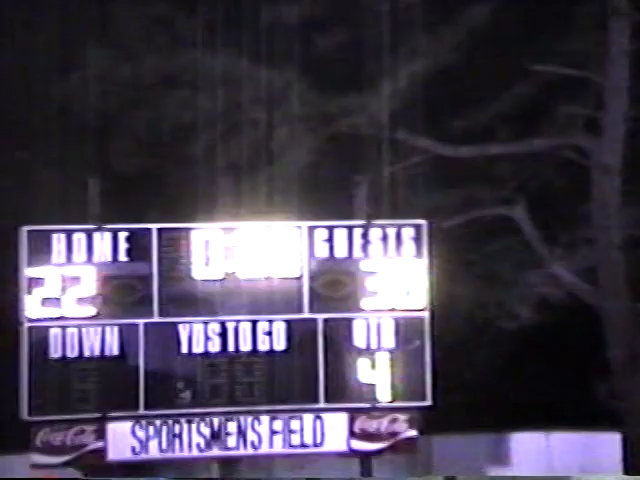 HOME GUESTS
22
DOWN YDS TO GO QTR
4
Coca-Cola SPORTSMENS FIELD Coca-Cola